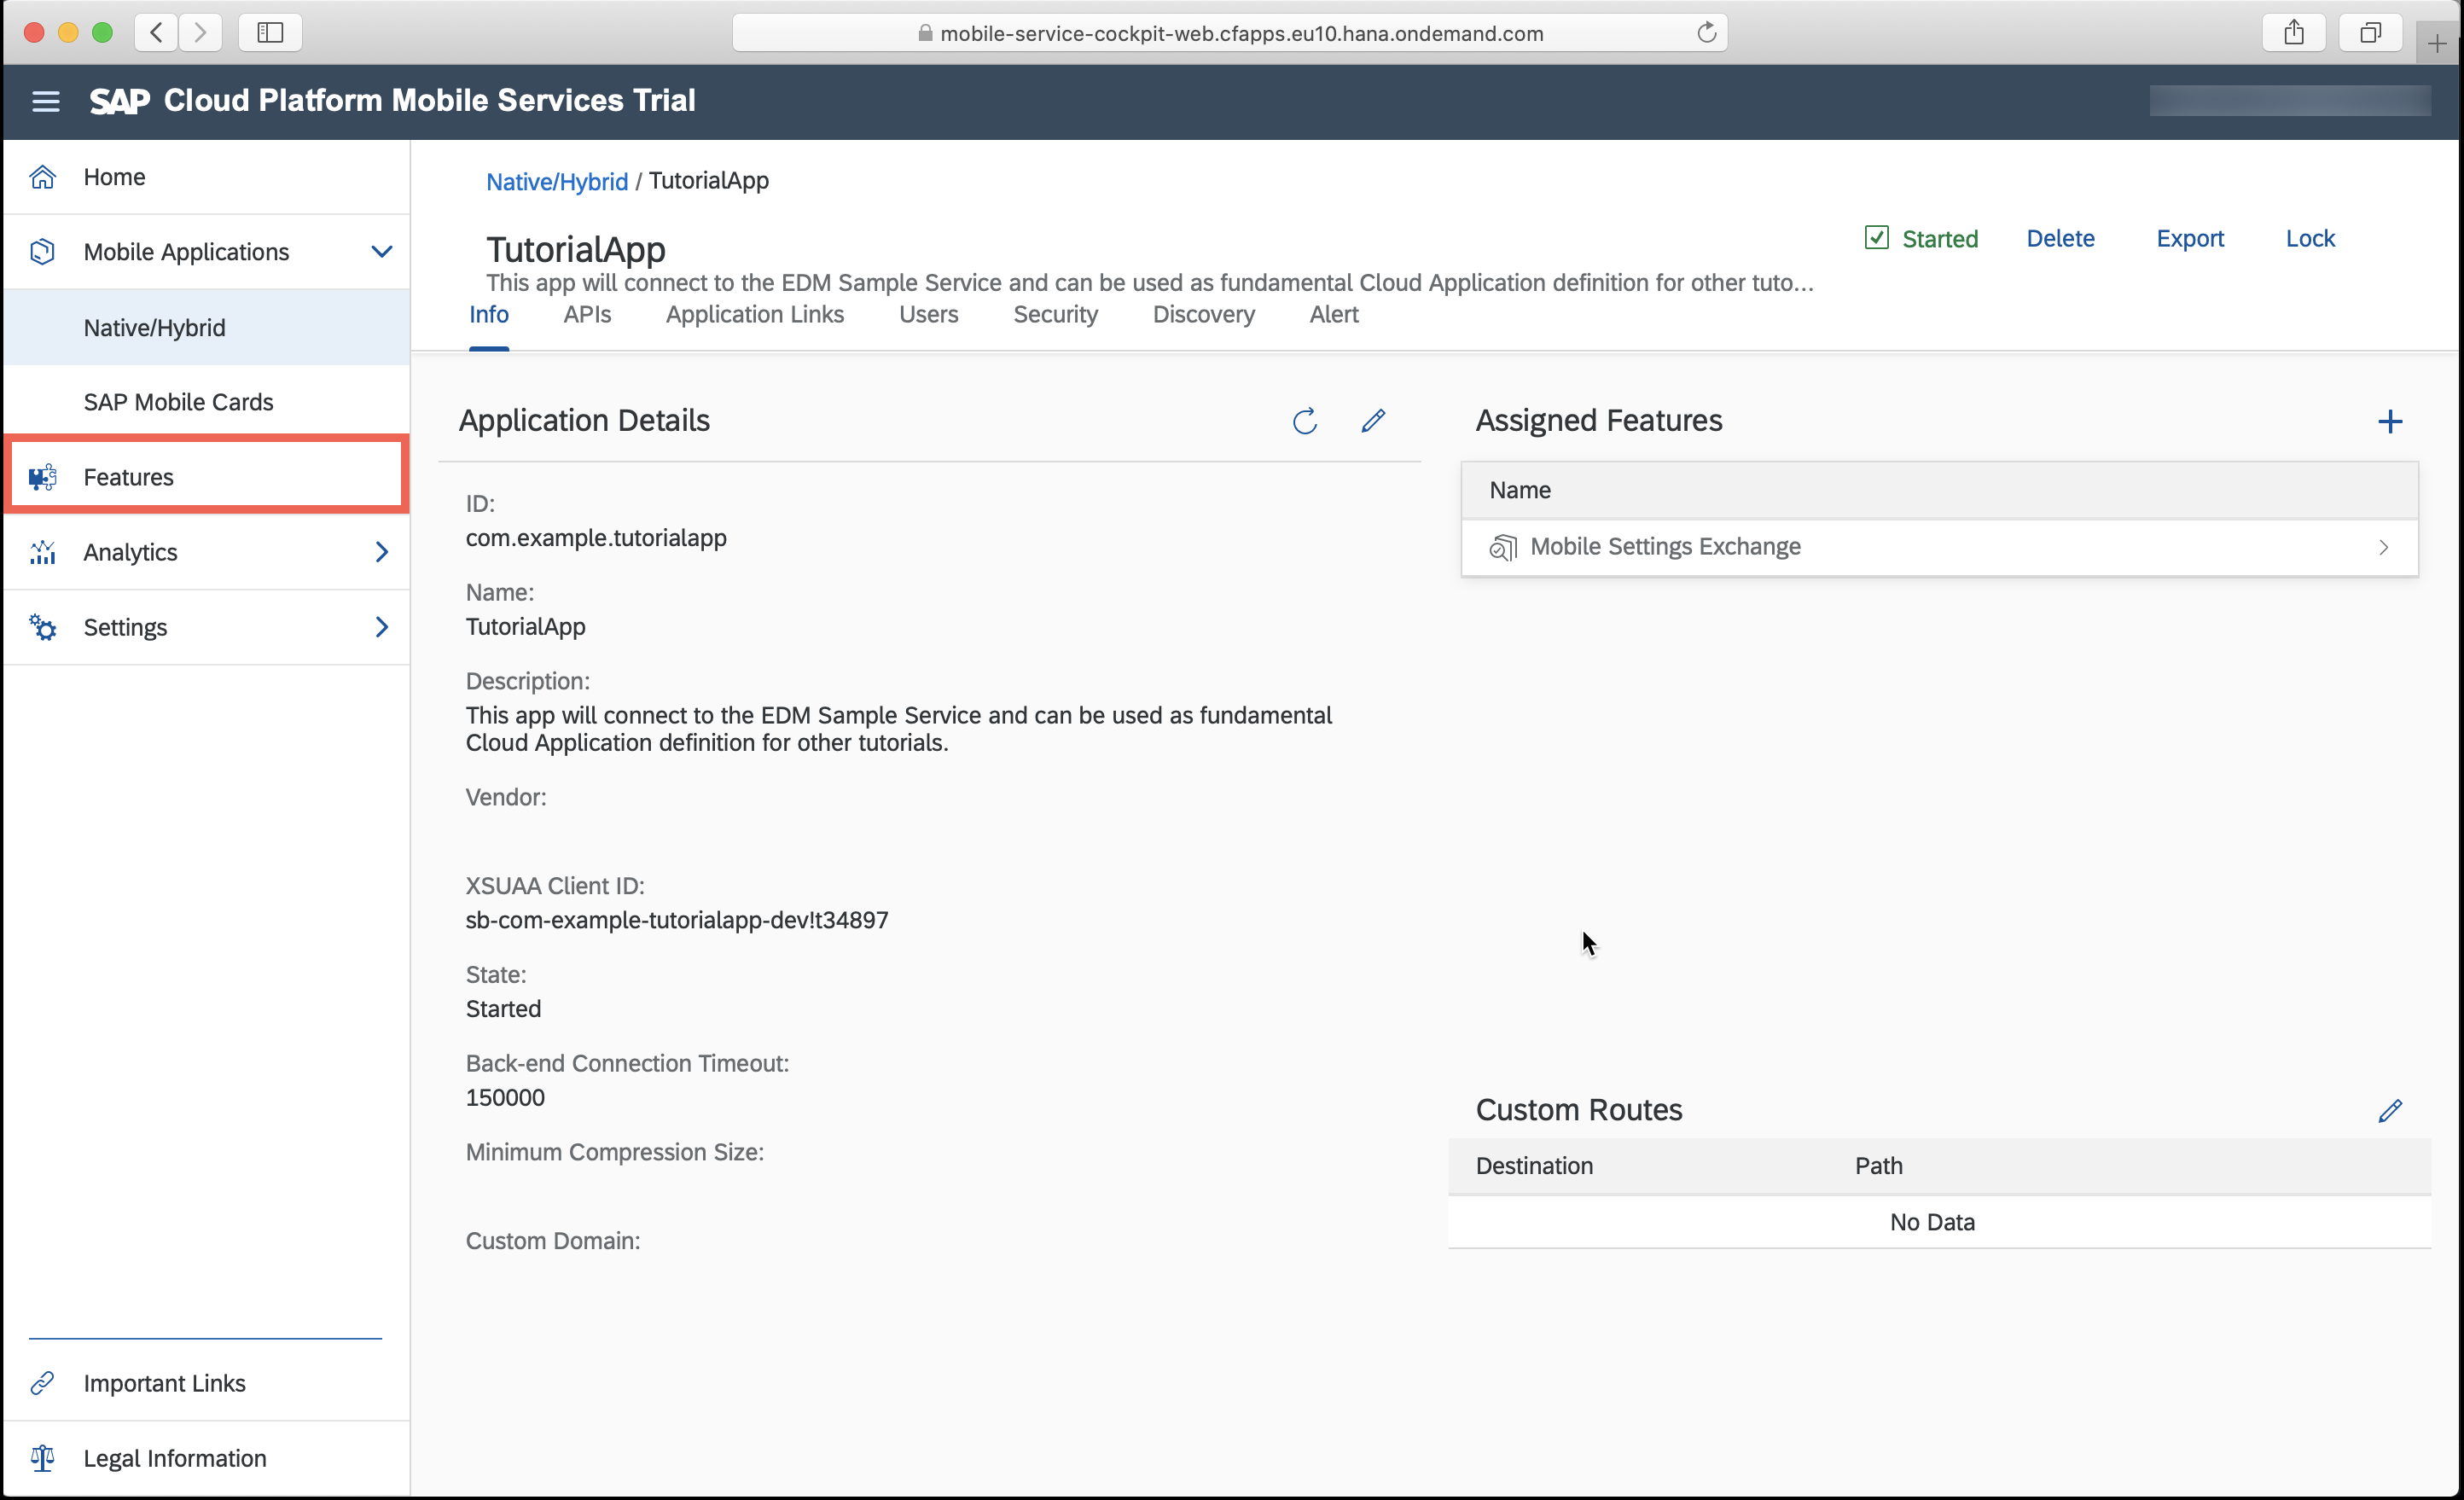 mobile-service-cockpit-web.cfapps.eu10.hana.ondemand.com
SAP Cloud Platform Mobile Services Trial
Home
Mobile Applications
Native/Hybrid
SAP Mobile Cards
Features
Analytics
Settings
Important Links
Legal Information
Native/Hybrid / TutorialApp
TutorialApp
Started Delete Export Lock
This app will connect to the EDM Sample Service and can be used as fundamental Cloud Application definition for other tuto...
Info APIs Application Links Users Security Discovery Alert
Application Details
ID:
com.example.tutorialapp
Name:
TutorialApp
Description:
This app will connect to the EDM Sample Service and can be used as fundamental
Cloud Application definition for other tutorials.
Vendor:
XSUAA Client ID:
sb-com-example-tutorialapp-dev!t34897
State:
Started
Back-end Connection Timeout:
150000
Minimum Compression Size:
Custom Domain:
Assigned Features
Name
Mobile Settings Exchange
Custom Routes
Destination Path
No Data